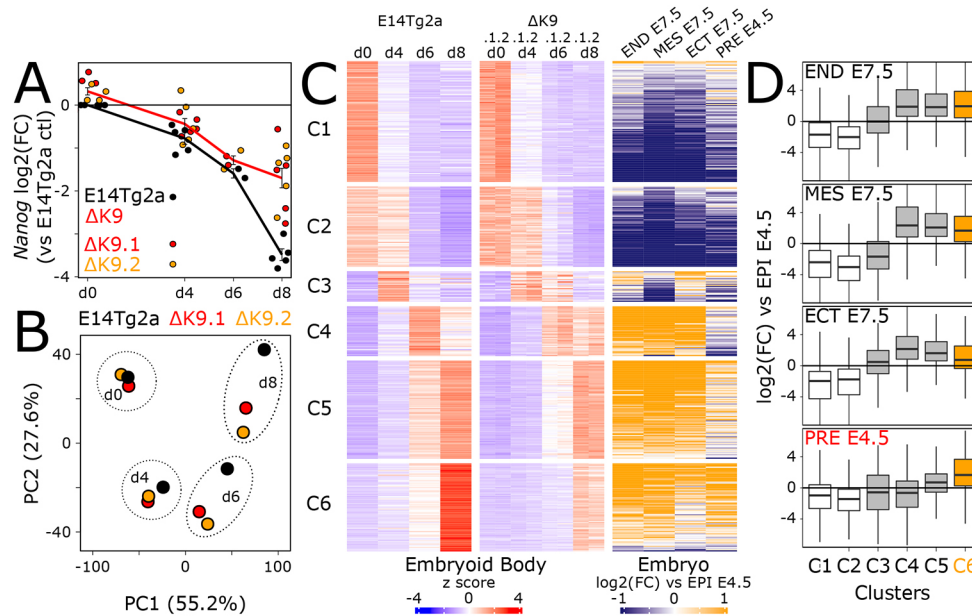 A
Nanog log2(FC)
(vs E14Tg2a ctl)
0
-1
-2
-3
-4
E14Tg2a
ΔK9
ΔK9.1
ΔK9.2
d0
d4
d6
d8
B
E14Tg2a ΔK9.1 ΔK9.2
PC2 (27.6%)
40
0
-40
d0
d8
d4
d6
-100
0
50
100
PC1 (55.2%)
C
E14Tg2a
ΔK9
.1.2 .1.2 .1.2 .1.2
d0 d4 d6 d8
d0 d4 d6 d8
END E7.5
MES E7.5
ECT E7.5
PRE E4.5
C1
C2
C3
C4
C5
C6
Embryoid Body
z score
-4 0 4
Embryo
log2(FC) vs EPI E4.5
-1 0 1
D
log2(FC) vs EPI E4.5
END E7.5
4
0
-4
MES E7.5
4
0
-4
ECT E7.5
4
0
-4
PRE E4.5
4
0
-4
C1 C2 C3 C4 C5 C6
Clusters